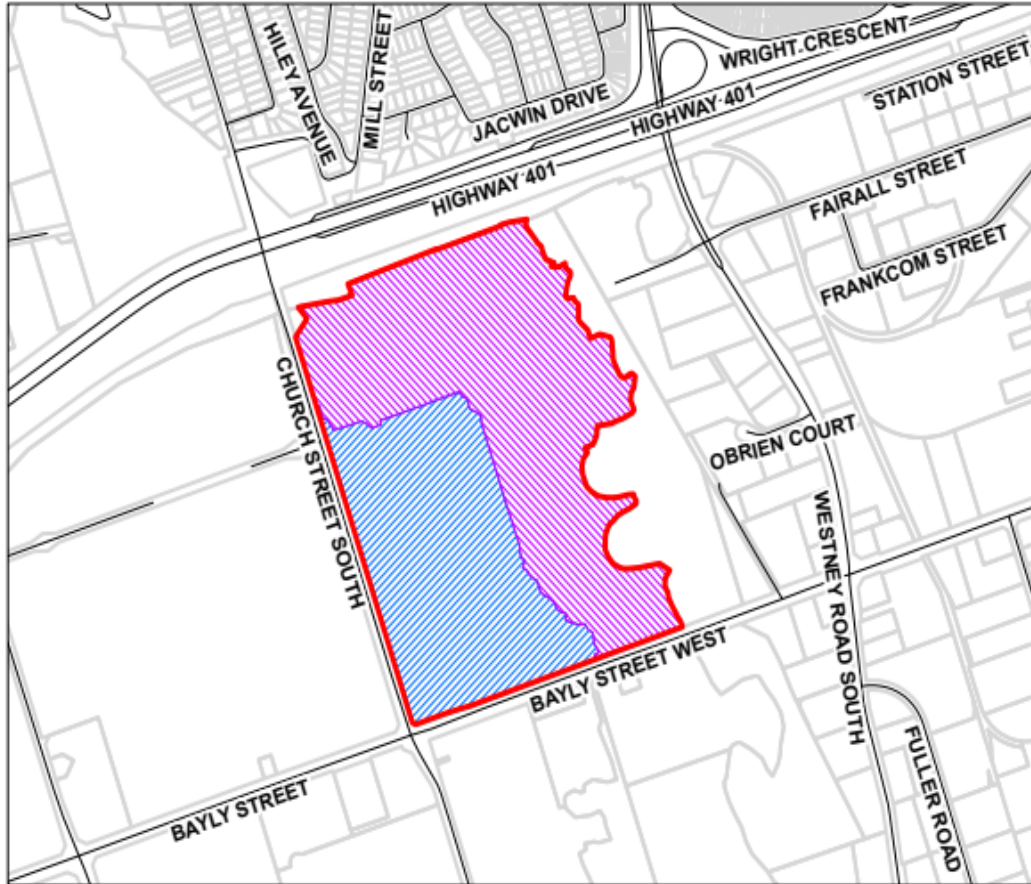 HILEY AVENUE
MILL STREET
JACWIN DRIVE
WRIGHT CRESCENT
HIGHWAY 401
HIGHWAY 401
STATION STREET
FAIRALL STREET
FRANKCOM STREET
CHURCH STREET SOUTH
OBRIEN COURT
WESTNEY ROAD SOUTH
BAYLY STREET WEST
BAYLY STREET
FULLER ROAD